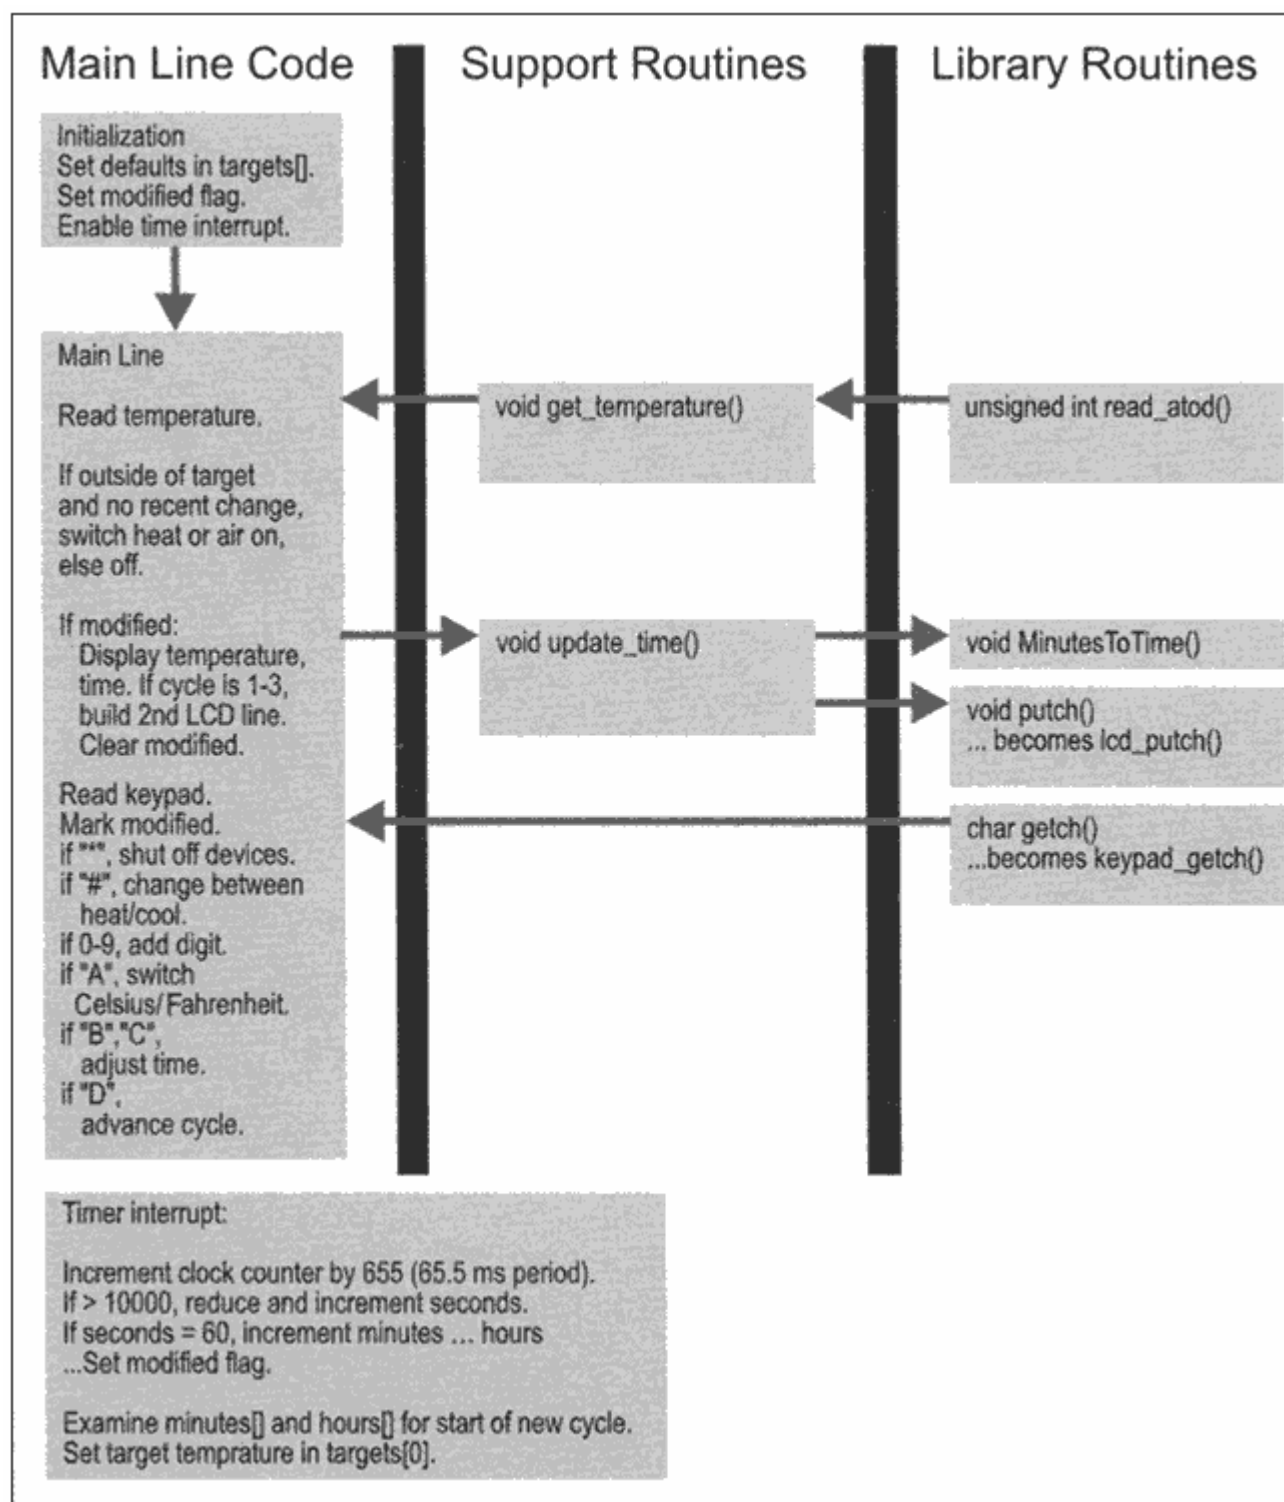 Main Line Code
Support Routines
Library Routines
Initialization
Set defaults in targets[].
Set modified flag.
Enable time interrupt.
Main Line
Read temperature.
If outside of target
and no recent change,
switch heat or air on,
else off.
If modified:
Display temperature,
time. If cycle is 1-3,
build 2nd LCD line.
Clear modified.
Read keypad.
Mark modified.
if "*", shut off devices.
if "#", change between
heat/cool.
if 0-9, add digit.
if "A", switch
Celsius/Fahrenheit.
if "B","C",
adjust time.
if "D",
advance cycle.
void get_temperature()
unsigned int read_atod()
void update_time()
void MinutesToTime()
void putch()
... becomes lcd_putch()
char getch()
...becomes keypad_getch()
Timer interrupt:
Increment clock counter by 655 (65.5 ms period).
If > 10000, reduce and increment seconds.
If seconds = 60, increment minutes ... hours
...Set modified flag.
Examine minutes[] and hours[] for start of new cycle.
Set target temprature in targets[0].